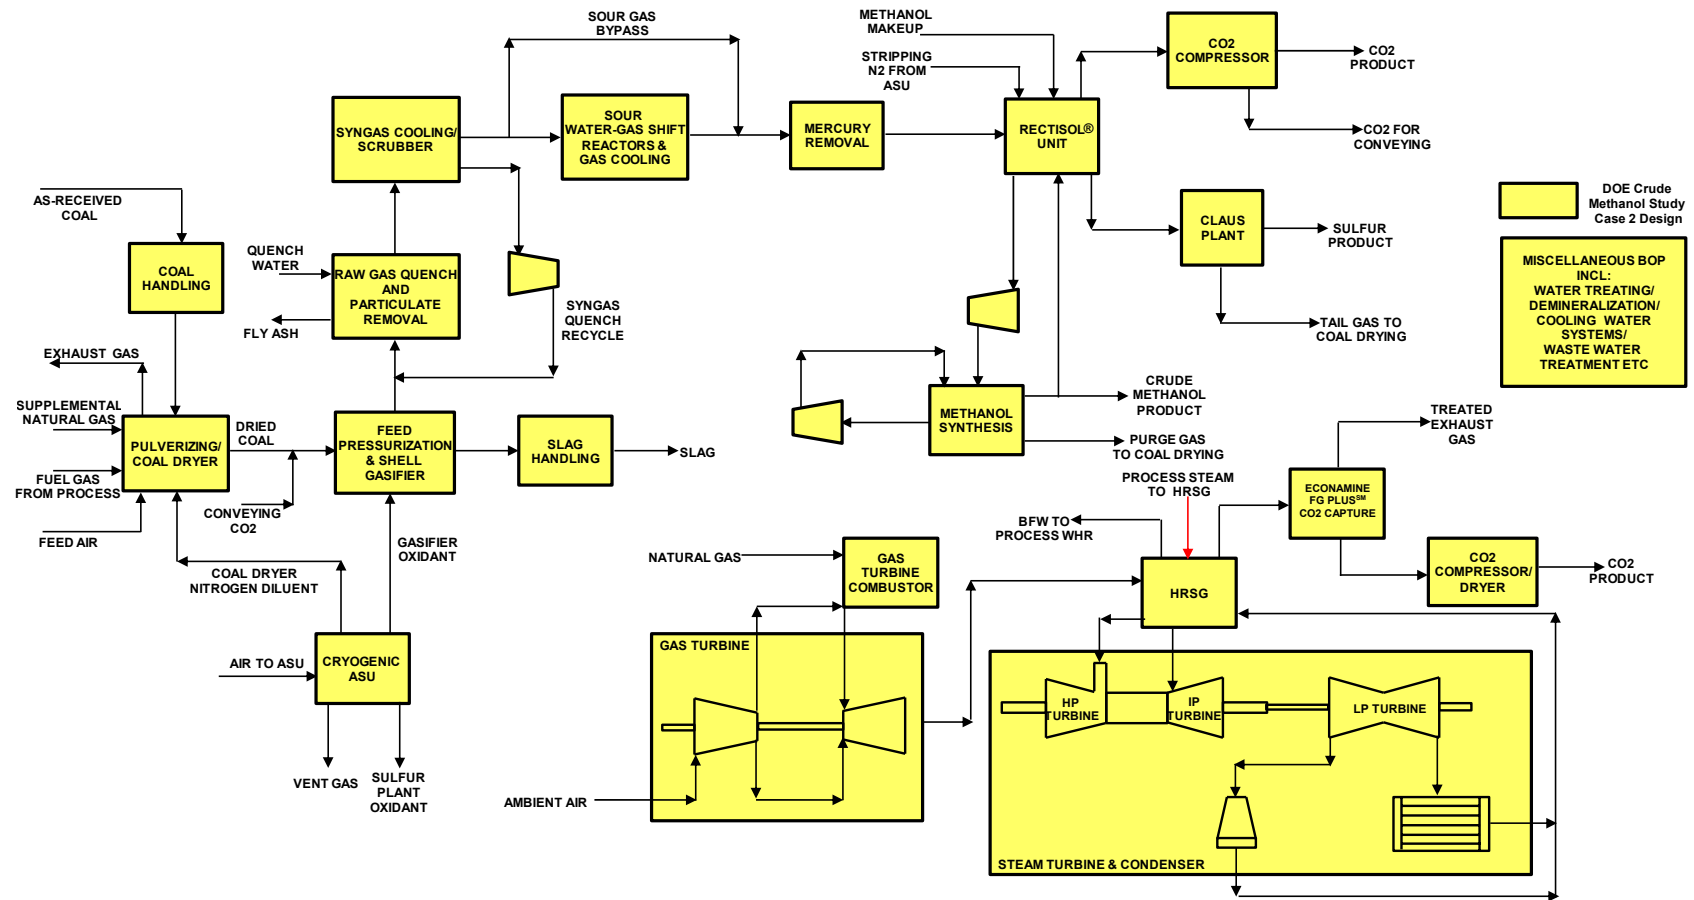 SOUR GAS
BYPASS
METHANOL
MAKEUP
STRIPPING
N2 FROM
ASU
CO2
COMPRESSOR
CO2
PRODUCT
CO2 FOR
CONVEYING
SYNGAS COOLING/
SCRUBBER
SOUR
WATER-GAS SHIFT
REACTORS &
GAS COOLING
MERCURY
REMOVAL
RECTISOL®
UNIT
AS-RECEIVED
COAL
CLAUS
PLANT
SULFUR
PRODUCT
DOE Crude
Methanol Study
Case 2 Design
COAL
HANDLING
QUENCH
WATER
RAW GAS QUENCH
AND
PARTICULATE
REMOVAL
FLY ASH
SYNGAS
QUENCH
RECYCLE
TAIL GAS TO
COAL DRYING
MISCELLANEOUS BOP
INCL:
WATER TREATING/
DEMINERALIZATION/
COOLING WATER
SYSTEMS/
WASTE WATER
TREATMENT ETC
EXHAUST GAS
SUPPLEMENTAL
NATURAL GAS
PULVERIZING/
COAL DRYER
DRIED
COAL
FEED
PRESSURIZATION
& SHELL
GASIFIER
SLAG
HANDLING
SLAG
METHANOL
SYNTHESIS
CRUDE
METHANOL
PRODUCT
PURGE GAS
TO COAL DRYING
TREATED
EXHAUST
GAS
FUEL GAS
FROM PROCESS
CONVEYING
CO2
FEED AIR
GASIFIER
OXIDANT
PROCESS STEAM
TO HRSG
BFW TO
PROCESS WHR
ECONAMINE
FG PLUS℠
CO2 CAPTURE
COAL DRYER
NITROGEN DILUENT
NATURAL GAS
GAS
TURBINE
COMBUSTOR
HRSG
CO2
COMPRESSOR/
DRYER
CO2
PRODUCT
AIR TO ASU
CRYOGENIC
ASU
GAS TURBINE
HP
TURBINE
IP
TURBINE
LP TURBINE
VENT GAS
SULFUR
PLANT
OXIDANT
AMBIENT AIR
STEAM TURBINE & CONDENSER